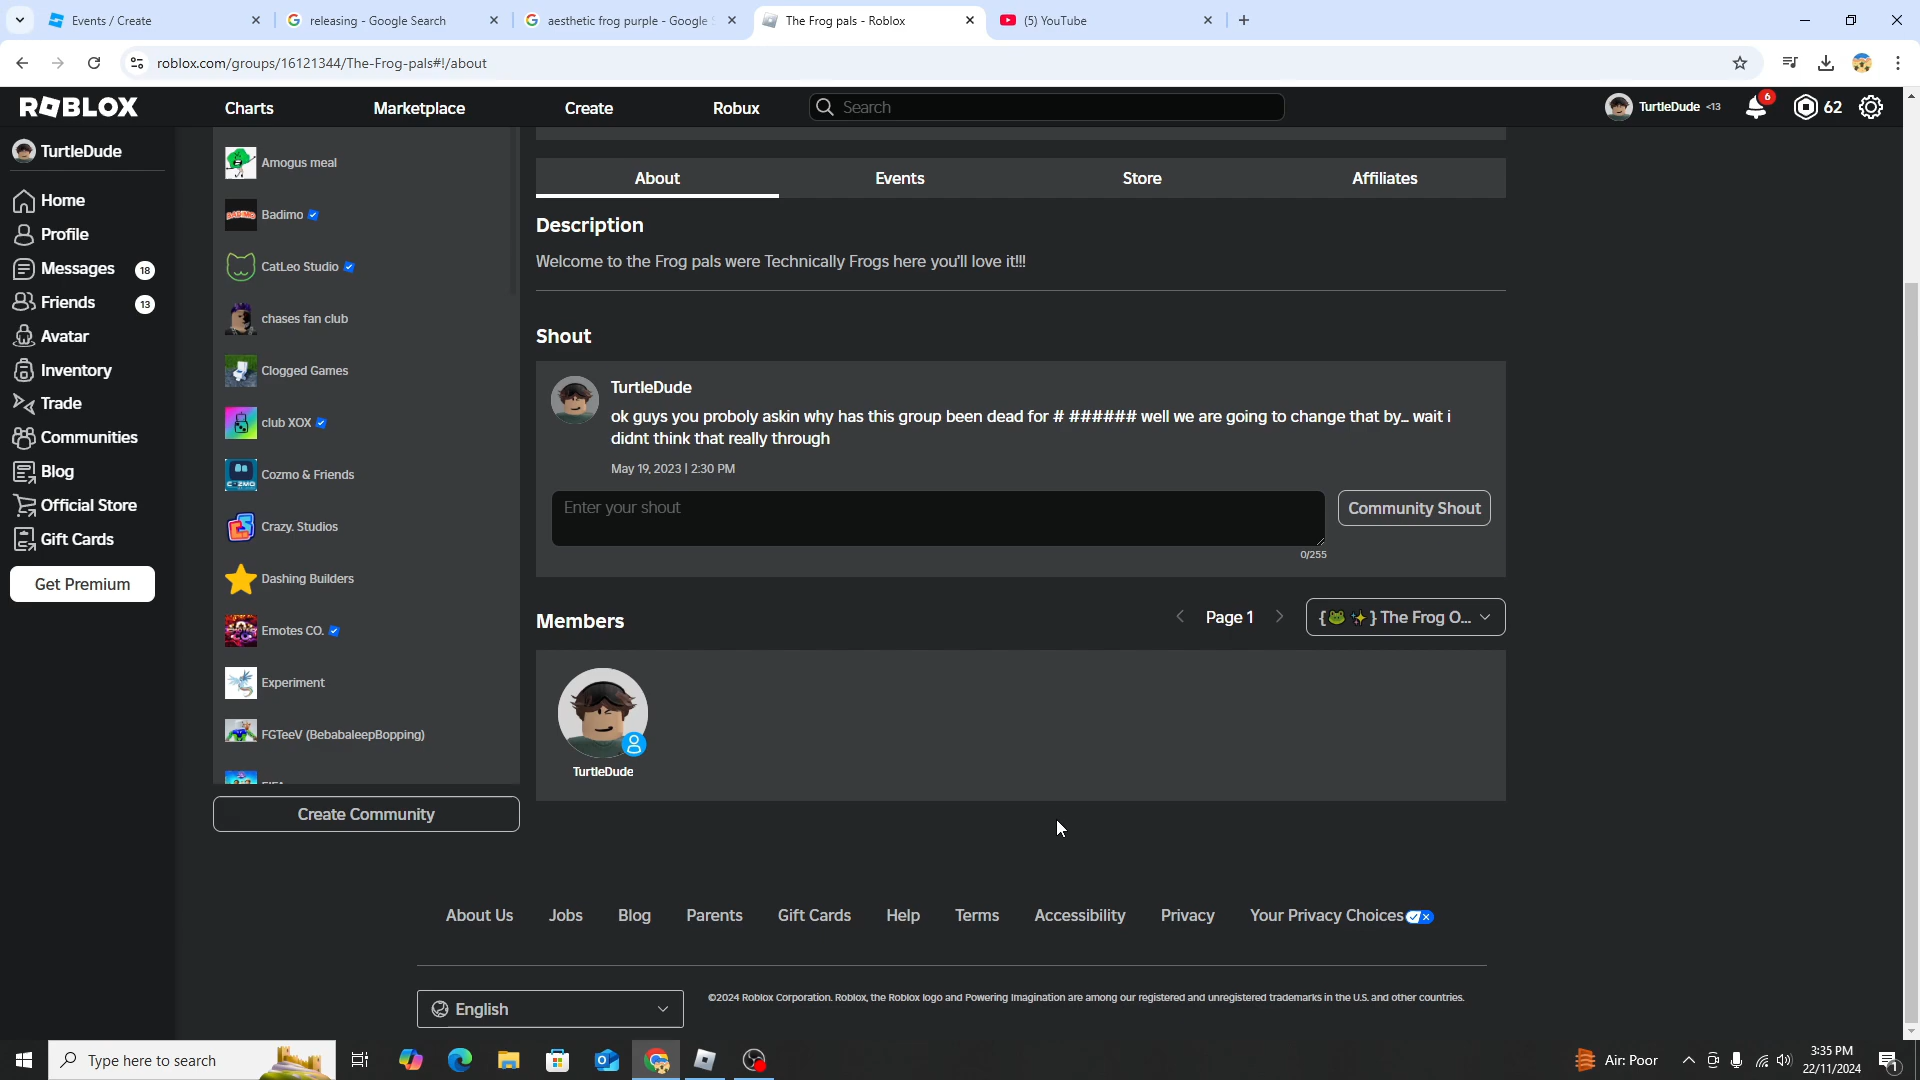 Events / Create
releasing - Google Search
aesthetic frog purple - Google S
The Frog pals - Roblox
(5) YouTube
roblox.com/groups/16121344/The-Frog-pals#!/about
ROBLOX
Charts
Marketplace
Create
Robux
Search
TurtleDude <13
6
62
TurtleDude
Home
Profile
Messages 18
Friends 13
Avatar
Inventory
Trade
Communities
Blog
Official Store
Gift Cards
Get Premium
Amogus meal
Badimo
CatLeo Studio
chases fan club
Clogged Games
club XOX
Cozmo & Friends
Crazy. Studios
Dashing Builders
Emotes CO.
Experiment
FGTeeV (BebabaleepBopping)
Create Community
About
Events
Store
Affiliates
Description
Welcome to the Frog pals were Technically Frogs here you'll love it!!!
Shout
TurtleDude
ok guys you proboly askin why has this group been dead for # ###### well we are going to change that by... wait i
didnt think that really through
May 19, 2023 | 2:30 PM
Enter your shout
Community Shout
0/255
Members
Page 1
{🐸✨} The Frog O...
TurtleDude
About Us
Jobs
Blog
Parents
Gift Cards
Help
Terms
Accessibility
Privacy
Your Privacy Choices
English
©2024 Roblox Corporation. Roblox, the Roblox logo and Powering Imagination are among our registered and unregistered trademarks in the U.S. and other countries.
Type here to search
Air: Poor
3:35 PM
22/11/2024
1